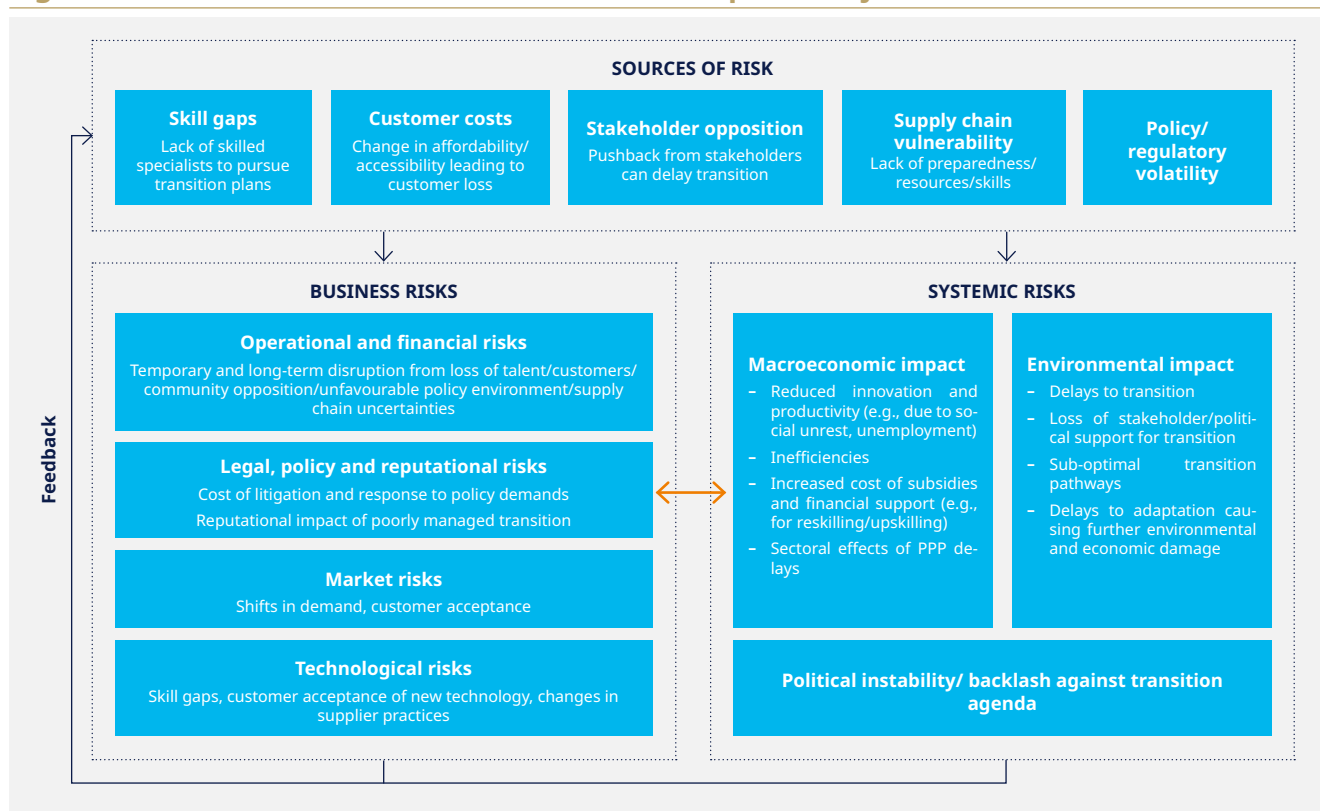 SOURCES OF RISK
Skill gaps
Lack of skilled
specialists to pursue
transition plans
Customer costs
Change in affordability/
accessibility leading to
customer loss
Stakeholder opposition
Pushback from stakeholders
can delay transition
Supply chain
vulnerability
Lack of preparedness/
resources/skills
Policy/
regulatory
volatility
Feedback
BUSINESS RISKS
Operational and financial risks
Temporary and long-term disruption from loss of talent/customers/
community opposition/unfavourable policy environment/supply
chain uncertainties
Legal, policy and reputational risks
Cost of litigation and response to policy demands
Reputational impact of poorly managed transition
Market risks
Shifts in demand, customer acceptance
Technological risks
Skill gaps, customer acceptance of new technology, changes in
supplier practices
SYSTEMIC RISKS
Macroeconomic impact
– Reduced innovation and
productivity (e.g., due to so-
cial unrest, unemployment)
– Inefficiencies
– Increased cost of subsidies
and financial support (e.g.,
for reskilling/upskilling)
– Sectoral effects of PPP de-
lays
Environmental impact
– Delays to transition
– Loss of stakeholder/politi-
cal support for transition
– Sub-optimal transition
pathways
– Delays to adaptation cau-
sing further environmental
and economic damage
Political instability/ backlash against transition
agenda